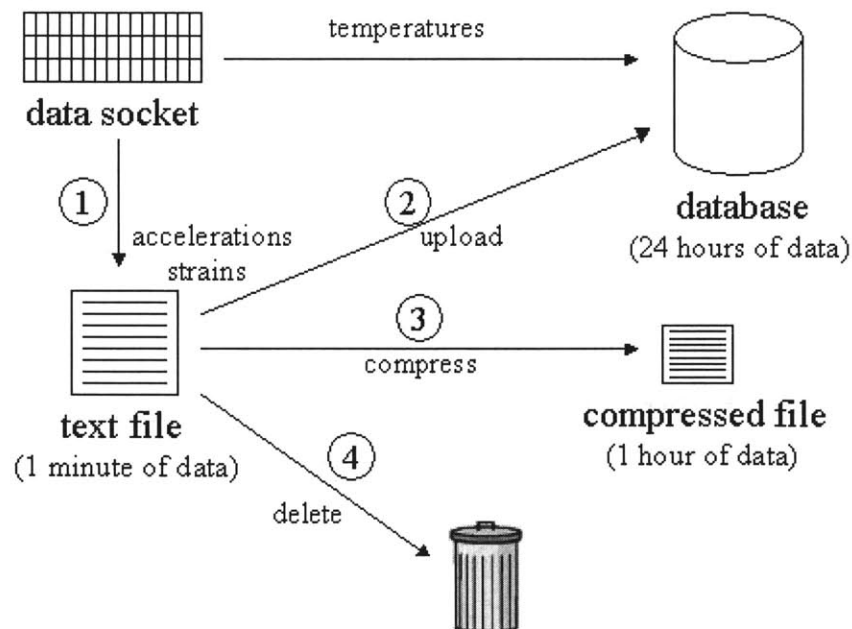 temperatures
data socket
1
accelerations
strains
2
upload
database
(24 hours of data)
3
compress
text file
(1 minute of data)
compressed file
(1 hour of data)
4
delete